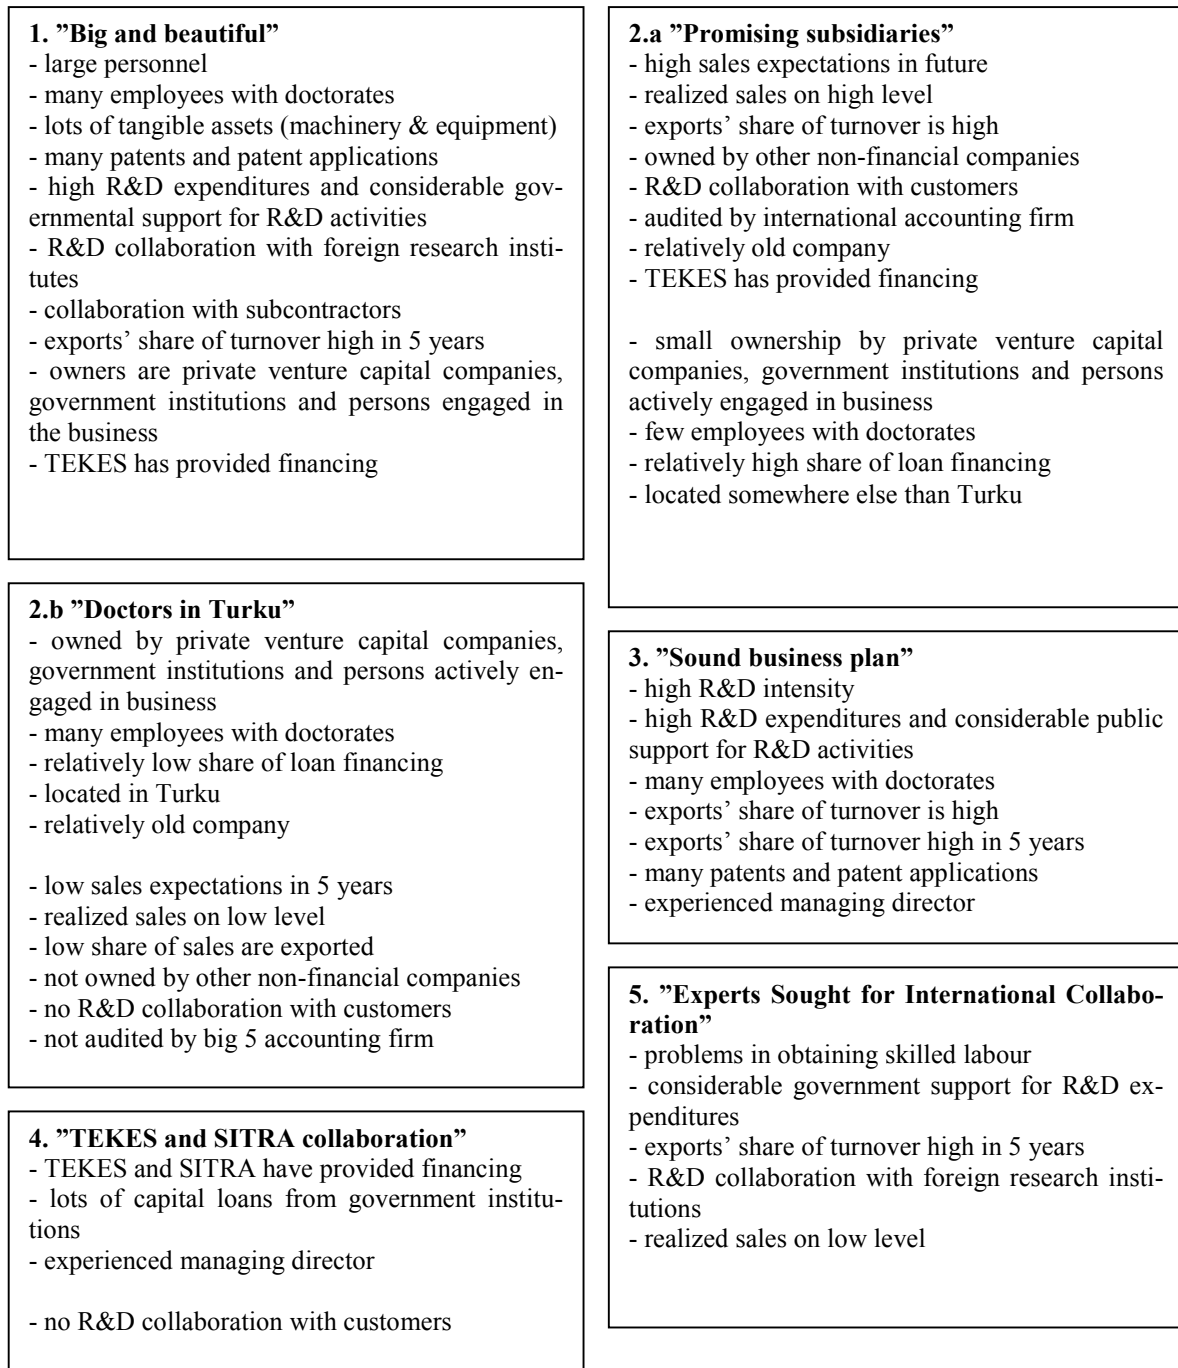 1. ”Big and beautiful”
- large personnel
- many employees with doctorates
- lots of tangible assets (machinery & equipment)
- many patents and patent applications
- high R&D expenditures and considerable gov-
ernmental support for R&D activities
- R&D collaboration with foreign research insti-
tutes
- collaboration with subcontractors
- exports’ share of turnover high in 5 years
- owners are private venture capital companies,
government institutions and persons engaged in
the business
- TEKES has provided financing
2.a ”Promising subsidiaries”
- high sales expectations in future
- realized sales on high level
- exports’ share of turnover is high
- owned by other non-financial companies
- R&D collaboration with customers
- audited by international accounting firm
- relatively old company
- TEKES has provided financing
- small ownership by private venture capital
companies, government institutions and persons
actively engaged in business
- few employees with doctorates
- relatively high share of loan financing
- located somewhere else than Turku
2.b ”Doctors in Turku”
- owned by private venture capital companies,
government institutions and persons actively en-
gaged in business
- many employees with doctorates
- relatively low share of loan financing
- located in Turku
- relatively old company
- low sales expectations in 5 years
- realized sales on low level
- low share of sales are exported
- not owned by other non-financial companies
- no R&D collaboration with customers
- not audited by big 5 accounting firm
3. ”Sound business plan”
- high R&D intensity
- high R&D expenditures and considerable public
support for R&D activities
- many employees with doctorates
- exports’ share of turnover is high
- exports’ share of turnover high in 5 years
- many patents and patent applications
- experienced managing director
4. ”TEKES and SITRA collaboration”
- TEKES and SITRA have provided financing
- lots of capital loans from government institu-
tions
- experienced managing director
- no R&D collaboration with customers
5. ”Experts Sought for International Collabo-
ration”
- problems in obtaining skilled labour
- considerable government support for R&D ex-
penditures
- exports’ share of turnover high in 5 years
- R&D collaboration with foreign research insti-
tutions
- realized sales on low level